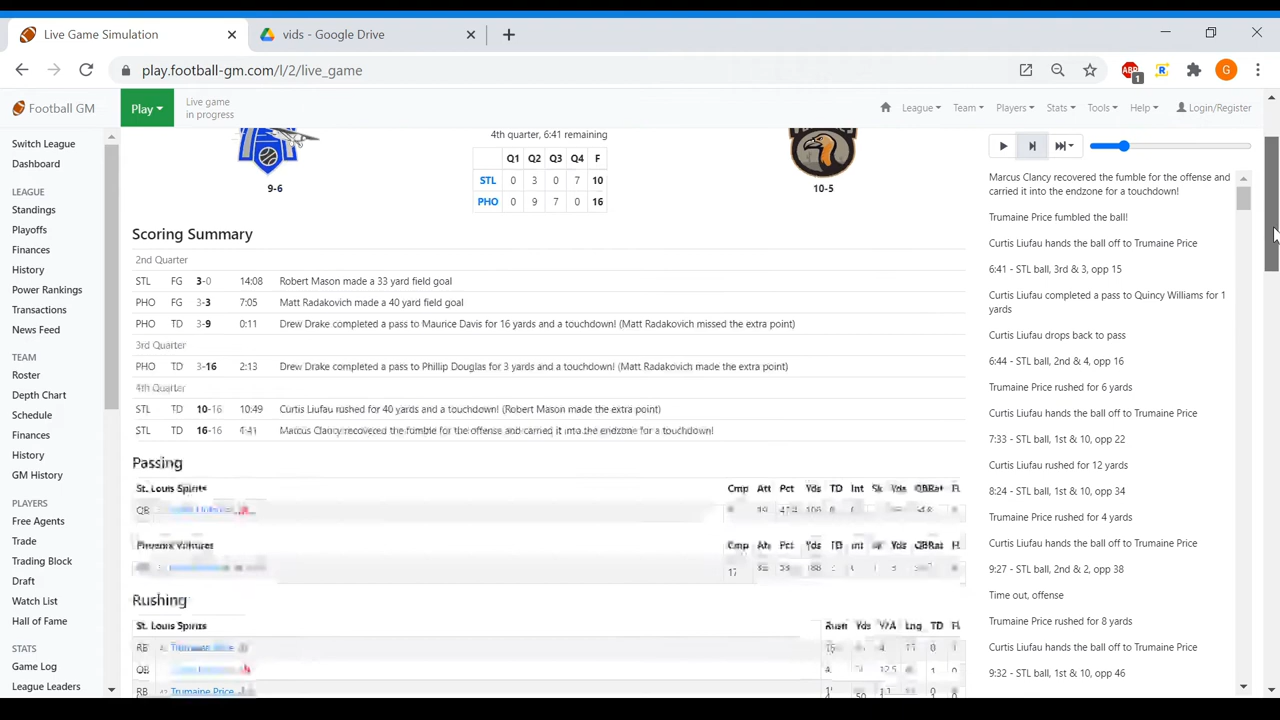 Live Game Simulation
vids - Google Drive
play.football-gm.com/l/2/live_game
ABP
1
R
G
Football GM
Play
Live game
in progress
League
Team
Players
Stats
Tools
Help
Login/Register
Switch League
Dashboard
LEAGUE
Standings
Playoffs
Finances
History
Power Rankings
Transactions
News Feed
TEAM
Roster
Depth Chart
Schedule
Finances
History
GM History
PLAYERS
Free Agents
Trade
Trading Block
Draft
Watch List
Hall of Fame
STATS
Game Log
League Leaders
9-6
4th quarter, 6:41 remaining
Q1 Q2 Q3 Q4 F
STL 0 3 0 7 10
PHO 0 9 7 0 16
10-5
Scoring Summary
2nd Quarter
STL FG 3-0 14:08 Robert Mason made a 33 yard field goal
PHO FG 3-3 7:05 Matt Radakovich made a 40 yard field goal
PHO TD 3-9 0:11 Drew Drake completed a pass to Maurice Davis for 16 yards and a touchdown! (Matt Radakovich missed the extra point)
3rd Quarter
PHO TD 3-16 2:13 Drew Drake completed a pass to Phillip Douglas for 3 yards and a touchdown! (Matt Radakovich made the extra point)
4th Quarter
STL TD 10-16 10:49 Curtis Liufau rushed for 40 yards and a touchdown! (Robert Mason made the extra point)
STL TD 16-16 6:41 Marcus Clancy recovered the fumble for the offense and carried it into the endzone for a touchdown!
Passing
St. Louis Spirits Cmp Att Pct Yds TD Int Sk Yds QBRat FL
QB
Phoenix Vultures Cmp Att Pct Yds TD Int Yds QBRat
17
Rushing
St. Louis Spirits Rush Yds Y/A Lng TD
RB Trumaine Price
QB
RB Trumaine Price
Marcus Clancy recovered the fumble for the offense and
carried it into the endzone for a touchdown!
Trumaine Price fumbled the ball!
Curtis Liufau hands the ball off to Trumaine Price
6:41 - STL ball, 3rd & 3, opp 15
Curtis Liufau completed a pass to Quincy Williams for 1
yards
Curtis Liufau drops back to pass
6:44 - STL ball, 2nd & 4, opp 16
Trumaine Price rushed for 6 yards
Curtis Liufau hands the ball off to Trumaine Price
7:33 - STL ball, 1st & 10, opp 22
Curtis Liufau rushed for 12 yards
8:24 - STL ball, 1st & 10, opp 34
Trumaine Price rushed for 4 yards
Curtis Liufau hands the ball off to Trumaine Price
9:27 - STL ball, 2nd & 2, opp 38
Time out, offense
Trumaine Price rushed for 8 yards
Curtis Liufau hands the ball off to Trumaine Price
9:32 - STL ball, 1st & 10, opp 46